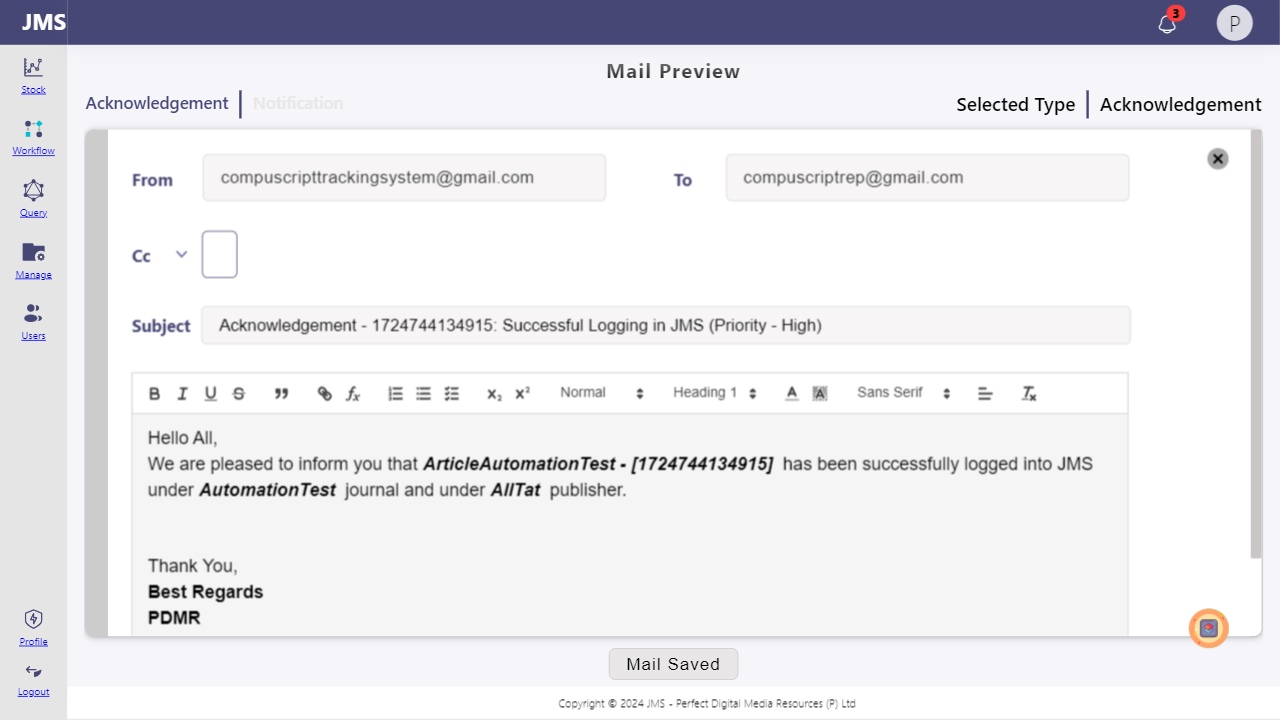 JMS
3
P
Stock
Workflow
Query
Manage
Users
Profile
Logout
Mail Preview
Acknowledgement
Notification
Selected Type
Acknowledgement
From
compuscripttrackingsystem@gmail.com
To
compuscriptrep@gmail.com
Cc
Subject
Acknowledgement - 1724744134915: Successful Logging in JMS (Priority - High)
B I U S fx x₂ x² Normal Heading 1 A A Sans Serif Tx
Hello All,
We are pleased to inform you that ArticleAutomationTest - [1724744134915] has been successfully logged into JMS
under AutomationTest journal and under AllTat publisher.
Thank You,
Best Regards
PDMR
Mail Saved
Copyright © 2024 JMS - Perfect Digital Media Resources (P) Ltd